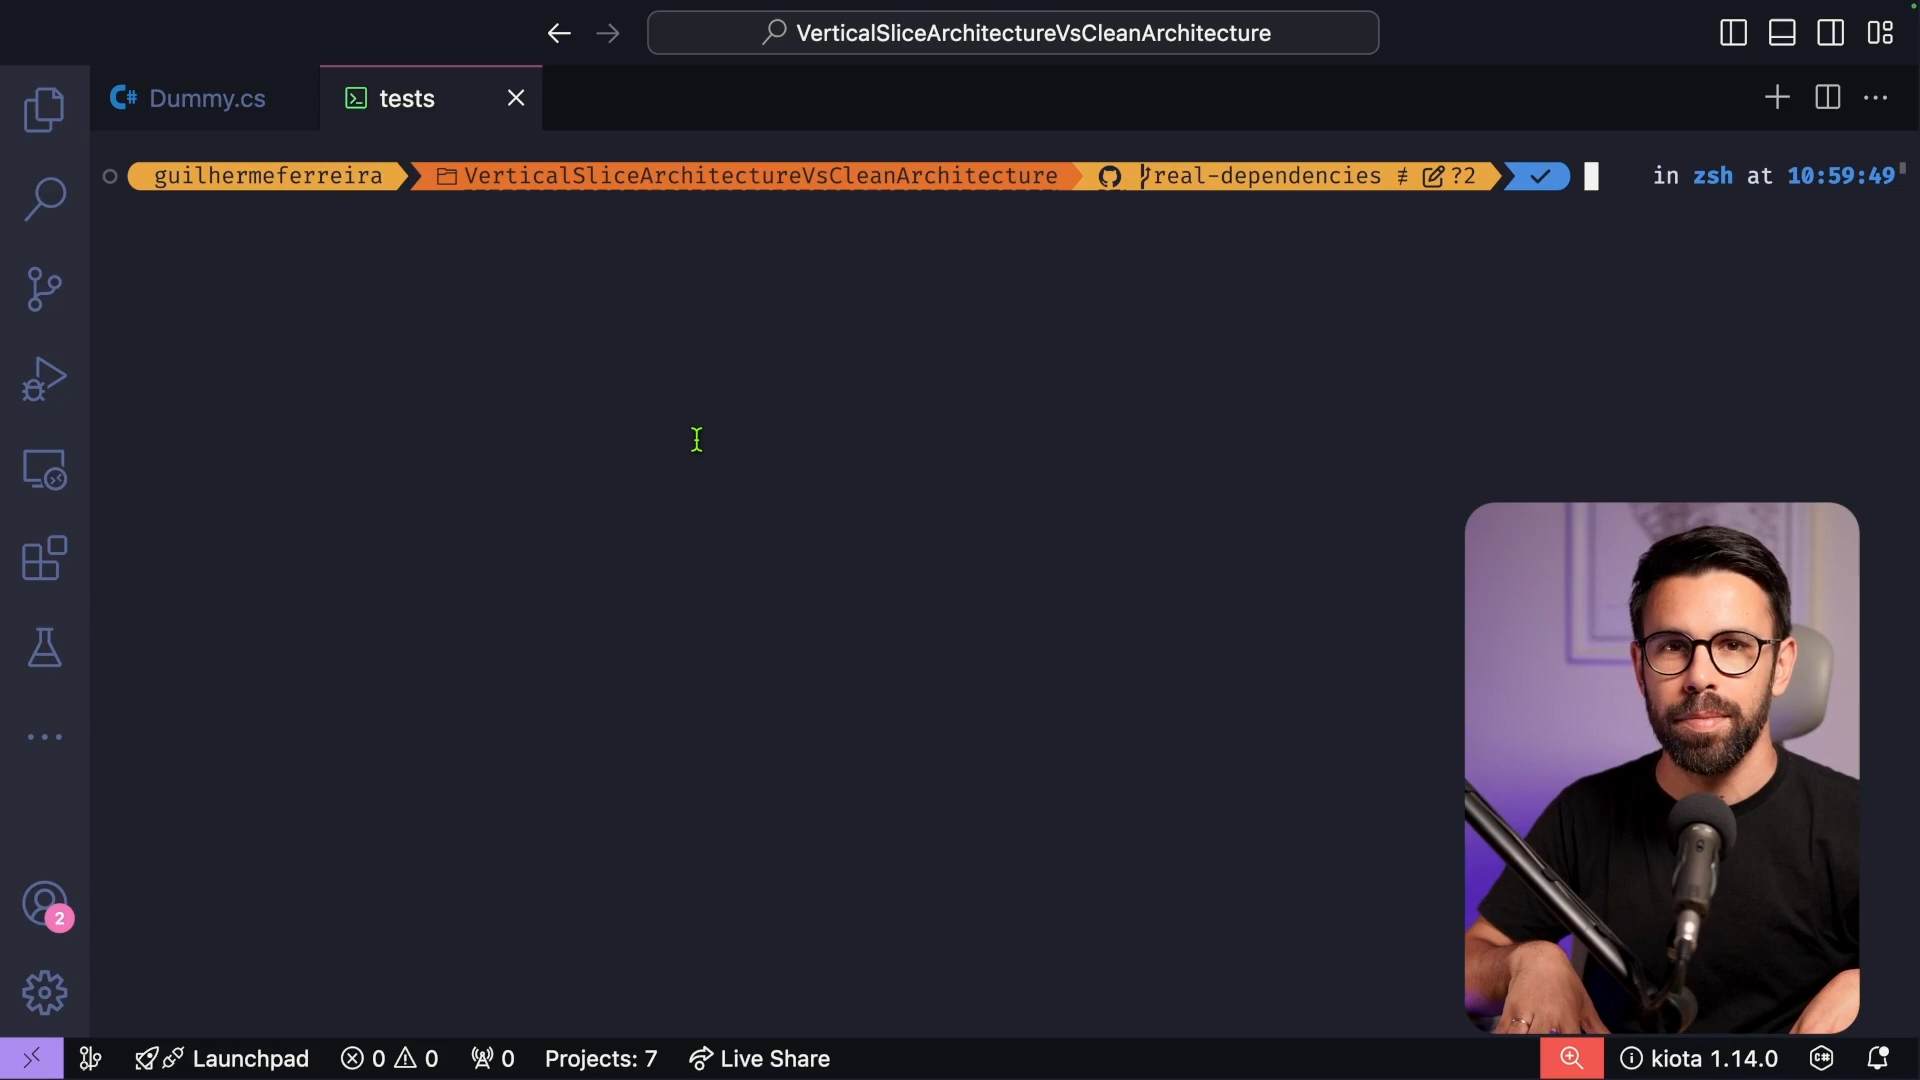 VerticalSliceArchitectureVsCleanArchitecture
C# Dummy.cs
tests
guilhermeferreira VerticalSliceArchitectureVsCleanArchitecture real-dependencies ≢ ?2 in zsh at 10:59:49
2
Launchpad 0 0 0 Projects: 7 Live Share kiota 1.14.0